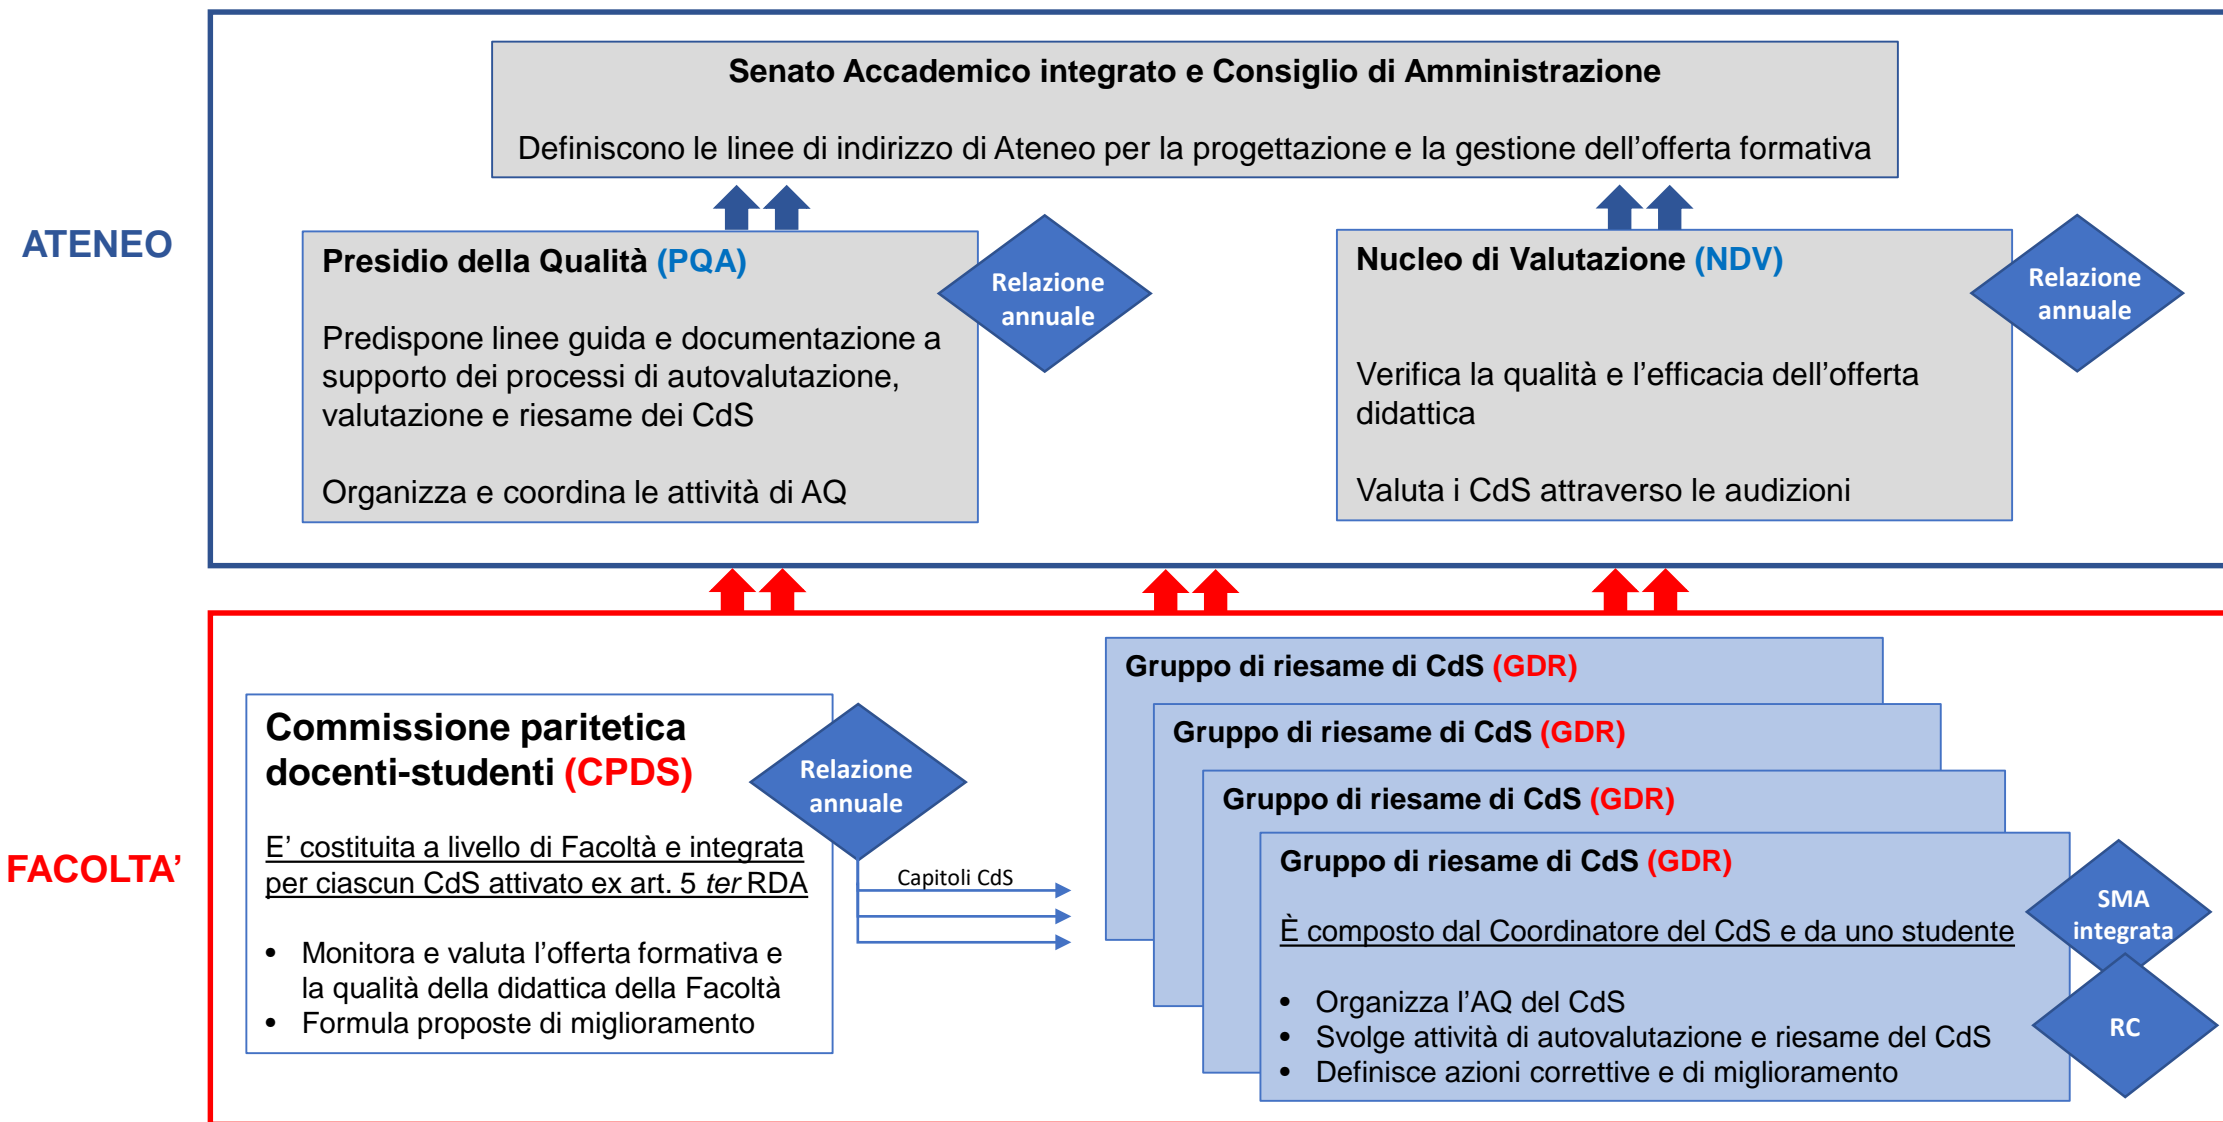 ATENEO
Senato Accademico integrato e Consiglio di Amministrazione
Definiscono le linee di indirizzo di Ateneo per la progettazione e la gestione dell’offerta formativa
Presidio della Qualità (PQA)
Predispone linee guida e documentazione a
supporto dei processi di autovalutazione,
valutazione e riesame dei CdS
Organizza e coordina le attività di AQ
Relazione
annuale
Nucleo di Valutazione (NDV)
Verifica la qualità e l’efficacia dell’offerta
didattica
Valuta i CdS attraverso le audizioni
Relazione
annuale
FACOLTA’
Commissione paritetica
docenti-studenti (CPDS)
E’ costituita a livello di Facoltà e integrata
per ciascun CdS attivato ex art. 5 ter RDA
• Monitora e valuta l’offerta formativa e
la qualità della didattica della Facoltà
• Formula proposte di miglioramento
Relazione
annuale
Capitoli CdS
Gruppo di riesame di CdS (GDR)
Gruppo di riesame di CdS (GDR)
Gruppo di riesame di CdS (GDR)
Gruppo di riesame di CdS (GDR)
È composto dal Coordinatore del CdS e da uno studente
• Organizza l’AQ del CdS
• Svolge attività di autovalutazione e riesame del CdS
• Definisce azioni correttive e di miglioramento
SMA
integrata
RC